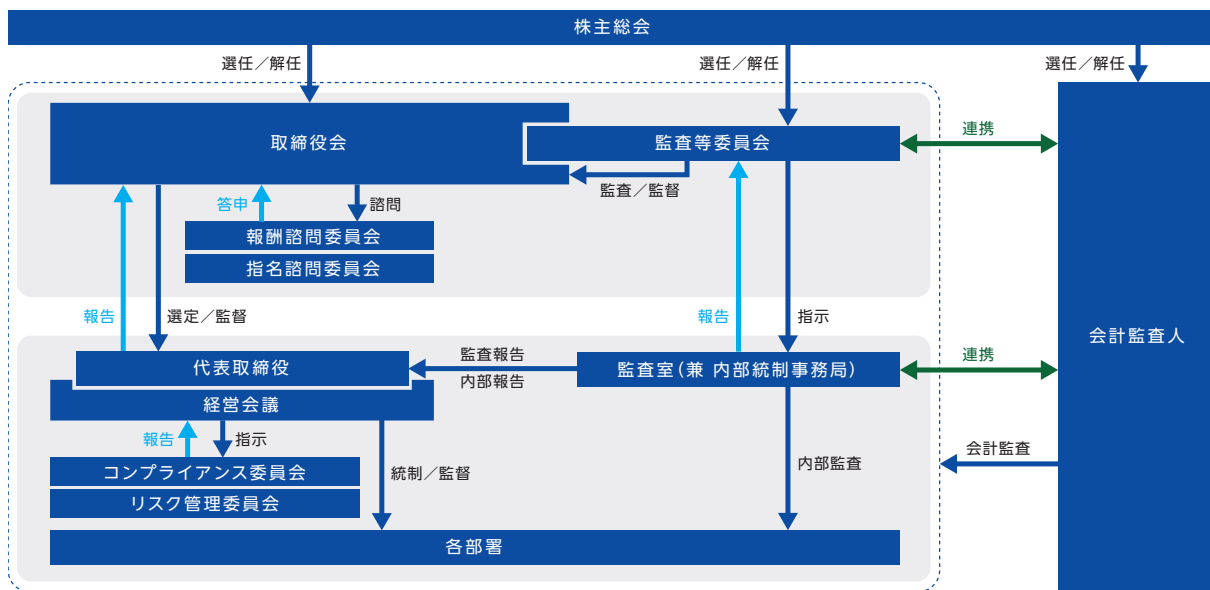 株主総会
選任／解任
選任／解任
選任／解任
取締役会
監査等委員会
連携
監査／監督
答申
諮問
報酬諮問委員会
指名諮問委員会
報告
選定／監督
報告
指示
会計監査人
代表取締役
監査報告
内部報告
監査室（兼 内部統制事務局）
連携
経営会議
報告
指示
コンプライアンス委員会
リスク管理委員会
統制／監督
内部監査
会計監査
各部署